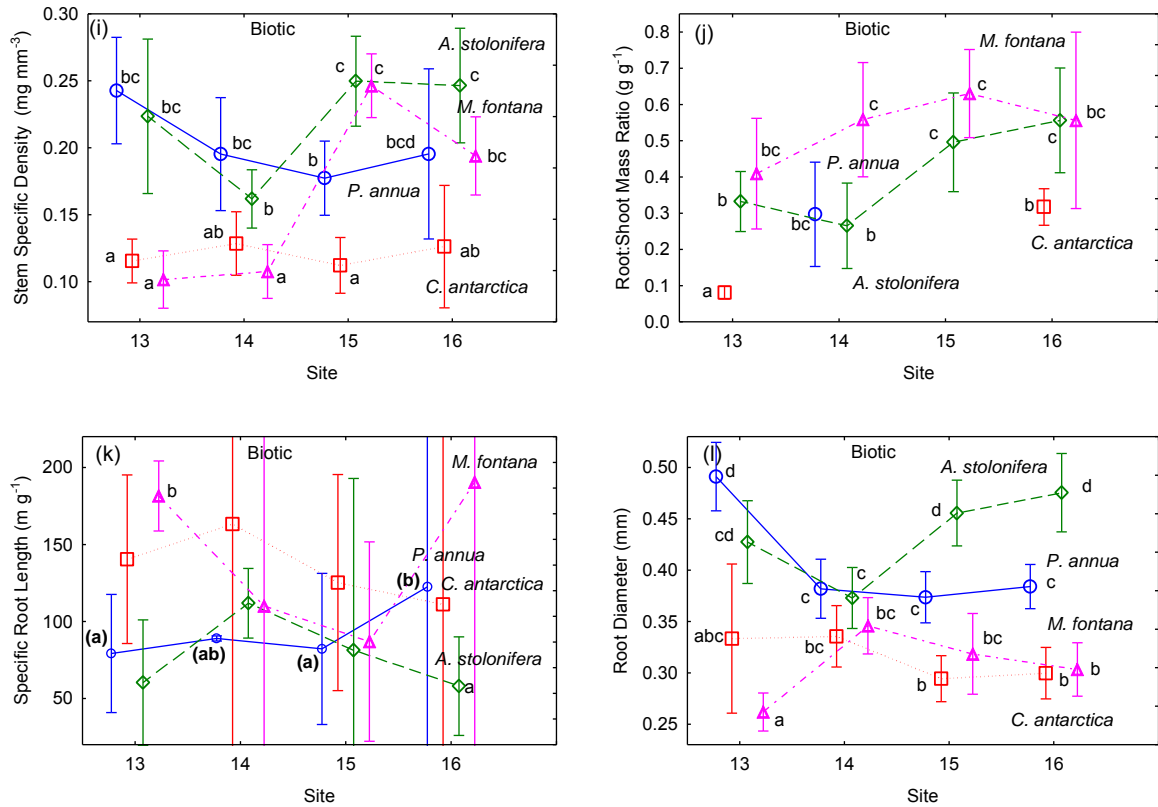 (i)
Biotic
Stem Specific Density (mg mm⁻³)
0.30
0.25
0.20
0.15
0.10
bc
bc
bc
b
b
c
c
c
bcd
bc
a
a
ab
a
a
ab
A. stolonifera
M. fontana
P. annua
C. antarctica
13
14
15
16
Site
(j)
Biotic
Root:Shoot Mass Ratio (g g⁻¹)
0.8
0.7
0.6
0.5
0.4
0.3
0.2
0.1
0.0
b
bc
a
bc
c
b
c
c
bc
c
b
M. fontana
P. annua
A. stolonifera
C. antarctica
13
14
15
16
Site
(k)
Biotic
Specific Root Length (m g⁻¹)
200
150
100
50
(a)
b
(ab)
(a)
(b)
a
M. fontana
P. annua
C. antarctica
A. stolonifera
13
14
15
16
Site
(l)
Biotic
Root Diameter (mm)
0.50
0.45
0.40
0.35
0.30
0.25
d
cd
abc
a
c
c
bc
bc
d
c
bc
b
d
c
b
b
A. stolonifera
P. annua
M. fontana
C. antarctica
13
14
15
16
Site